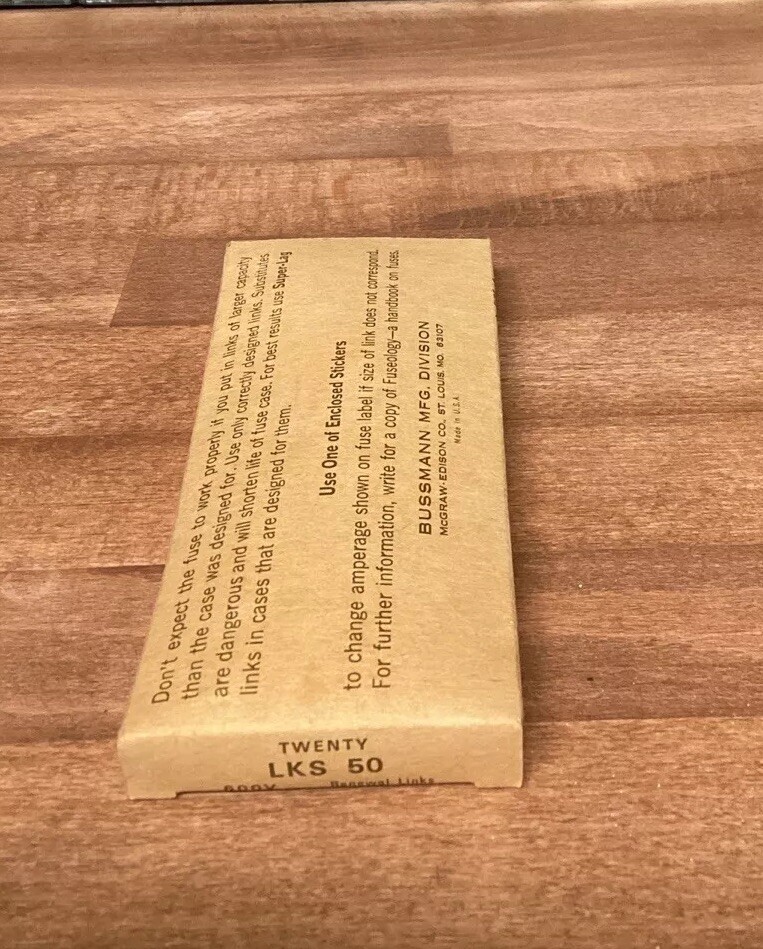 Don't expect the fuse to work properly if you put in links of larger capacity
than the case was designed for. Use only correctly designed links. Substitutes
are dangerous and will shorten life of fuse case. For best results use Super-Lag
links in cases that are designed for them.
Use One of Enclosed Stickers
to change amperage shown on fuse label if size of link does not correspond.
For further information, write for a copy of Fuseology—a handbook on fuses.
BUSSMANN MFG. DIVISION
McGRAW-EDISON CO., ST. LOUIS, MO. 63107
Made in U.S.A.
TWENTY
LKS 50
Renewal Links